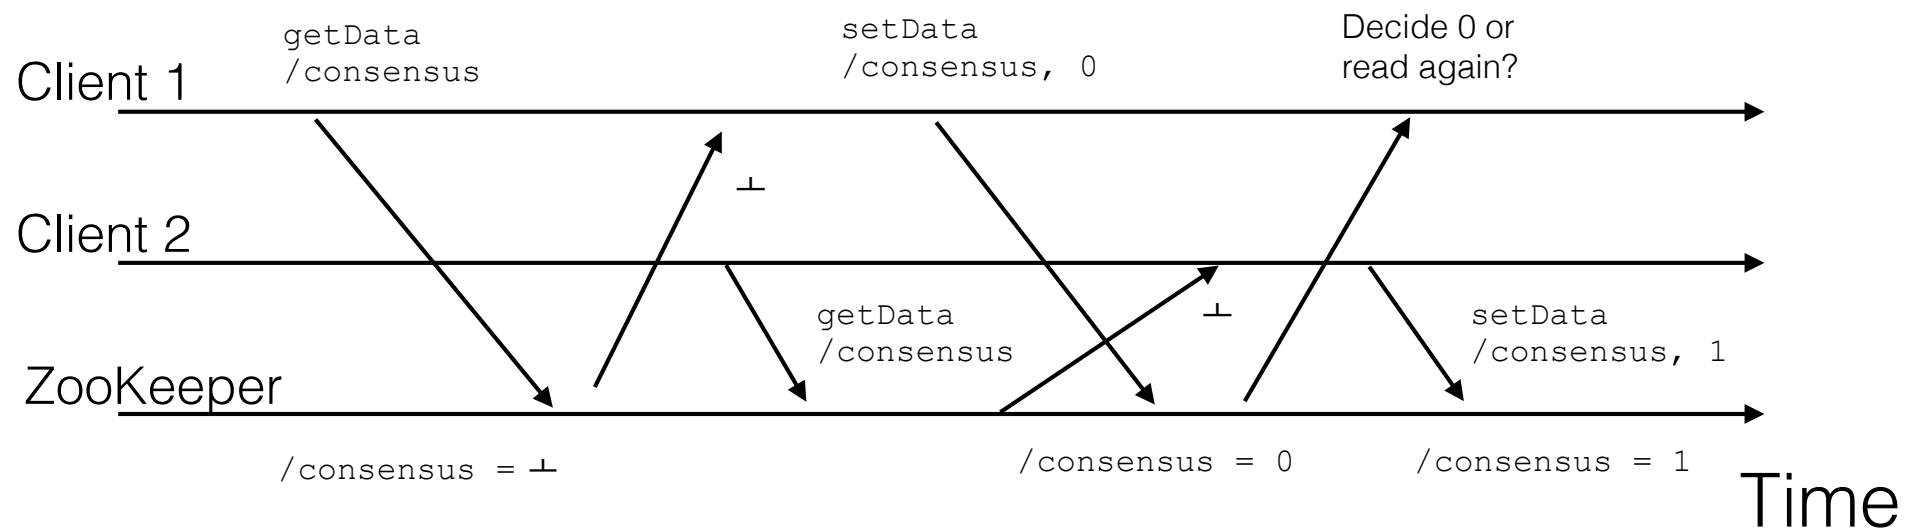 getData
/consensus
setData
/consensus, 0
Decide 0 or
read again?
Client 1
⊥
Client 2
getData
/consensus
⊥
setData
/consensus, 1
ZooKeeper
/consensus = ⊥
/consensus = 0
/consensus = 1
Time